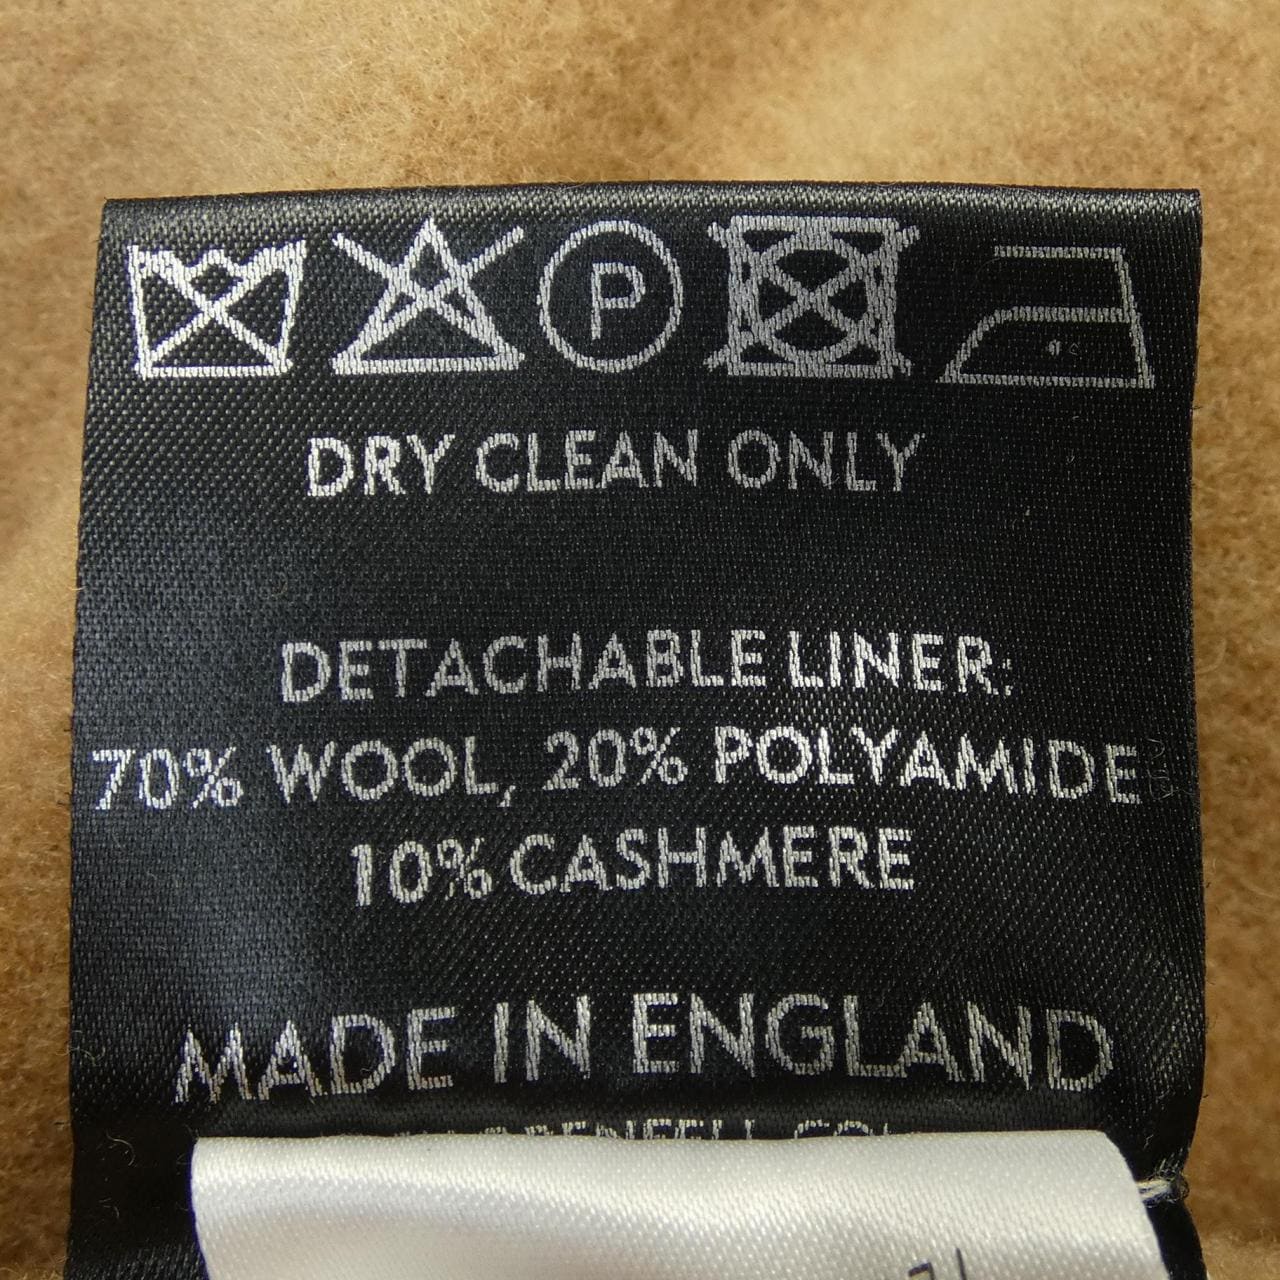 P
DRY CLEAN ONLY
DETACHABLE LINER:
70% WOOL, 20% POLYAMIDE
10% CASHMERE
MADE IN ENGLAND